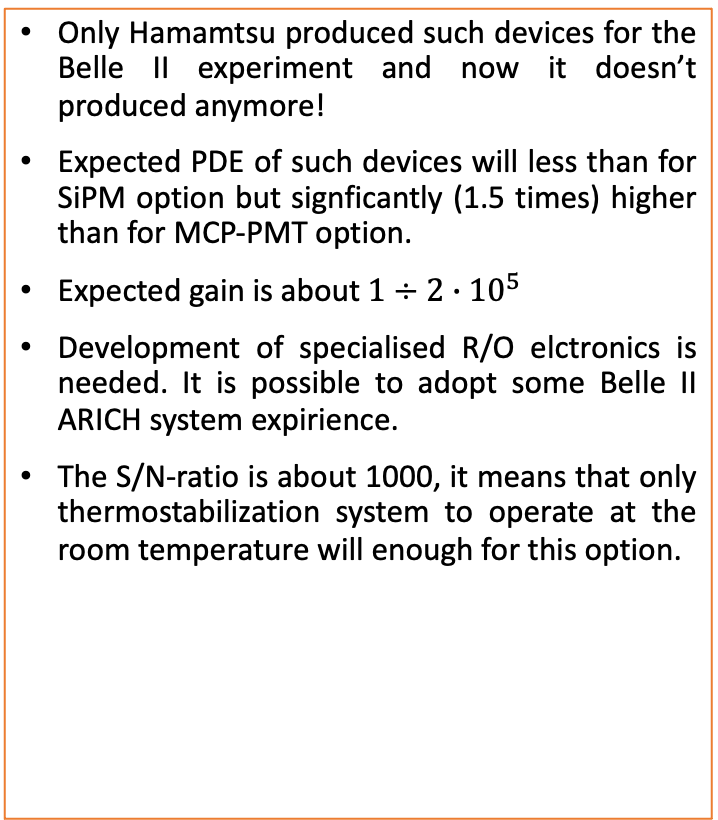 • Only Hamamtsu produced such devices for the
Belle II experiment and now it doesn’t
produced anymore!
• Expected PDE of such devices will less than for
SiPM option but signficantly (1.5 times) higher
than for MCP-PMT option.
• Expected gain is about 1 ÷ 2 · 10⁵
• Development of specialised R/O elctronics is
needed. It is possible to adopt some Belle II
ARICH system expirience.
• The S/N-ratio is about 1000, it means that only
thermostabilization system to operate at the
room temperature will enough for this option.